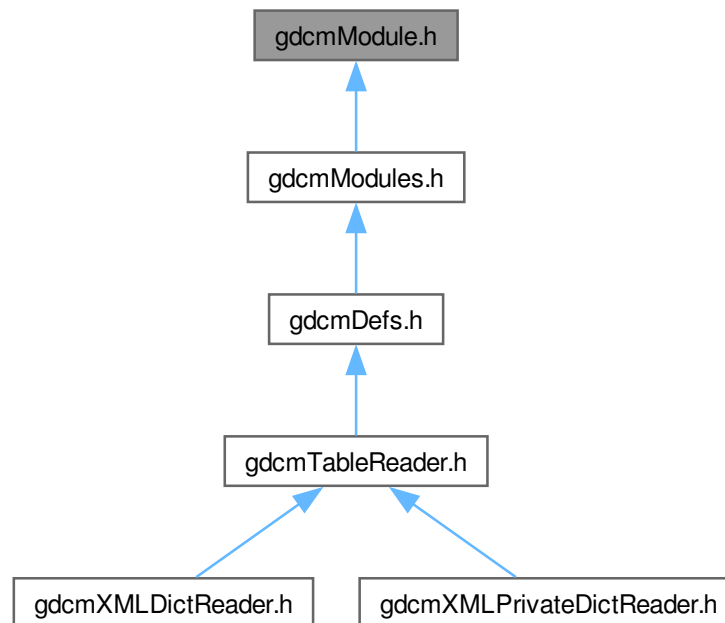 gdcmModule.h
gdcmModules.h
gdcmDefs.h
gdcmTableReader.h
gdcmXMLDictReader.h
gdcmXMLPrivateDictReader.h